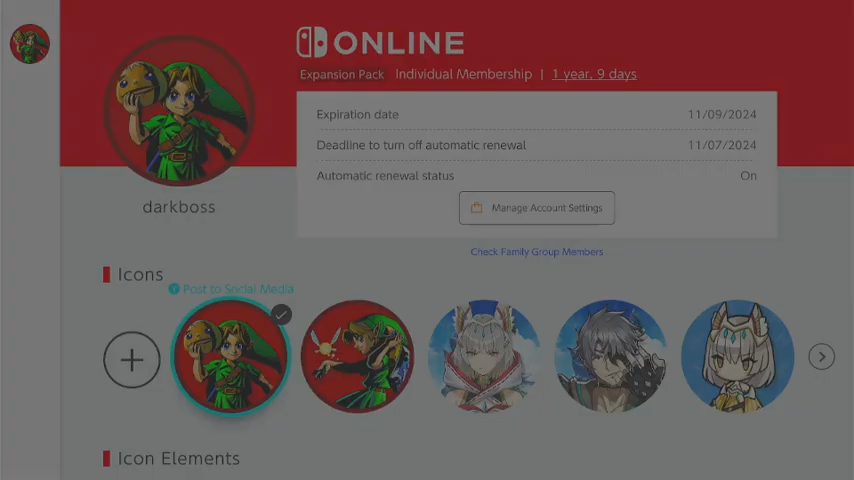 ONLINE
Expansion Pack Individual Membership | 1 year, 9 days
Expiration date 11/09/2024
Deadline to turn off automatic renewal 11/07/2024
Automatic renewal status On
Manage Account Settings
Check Family Group Members
darkboss
Icons
Y Post to Social Media
Icon Elements